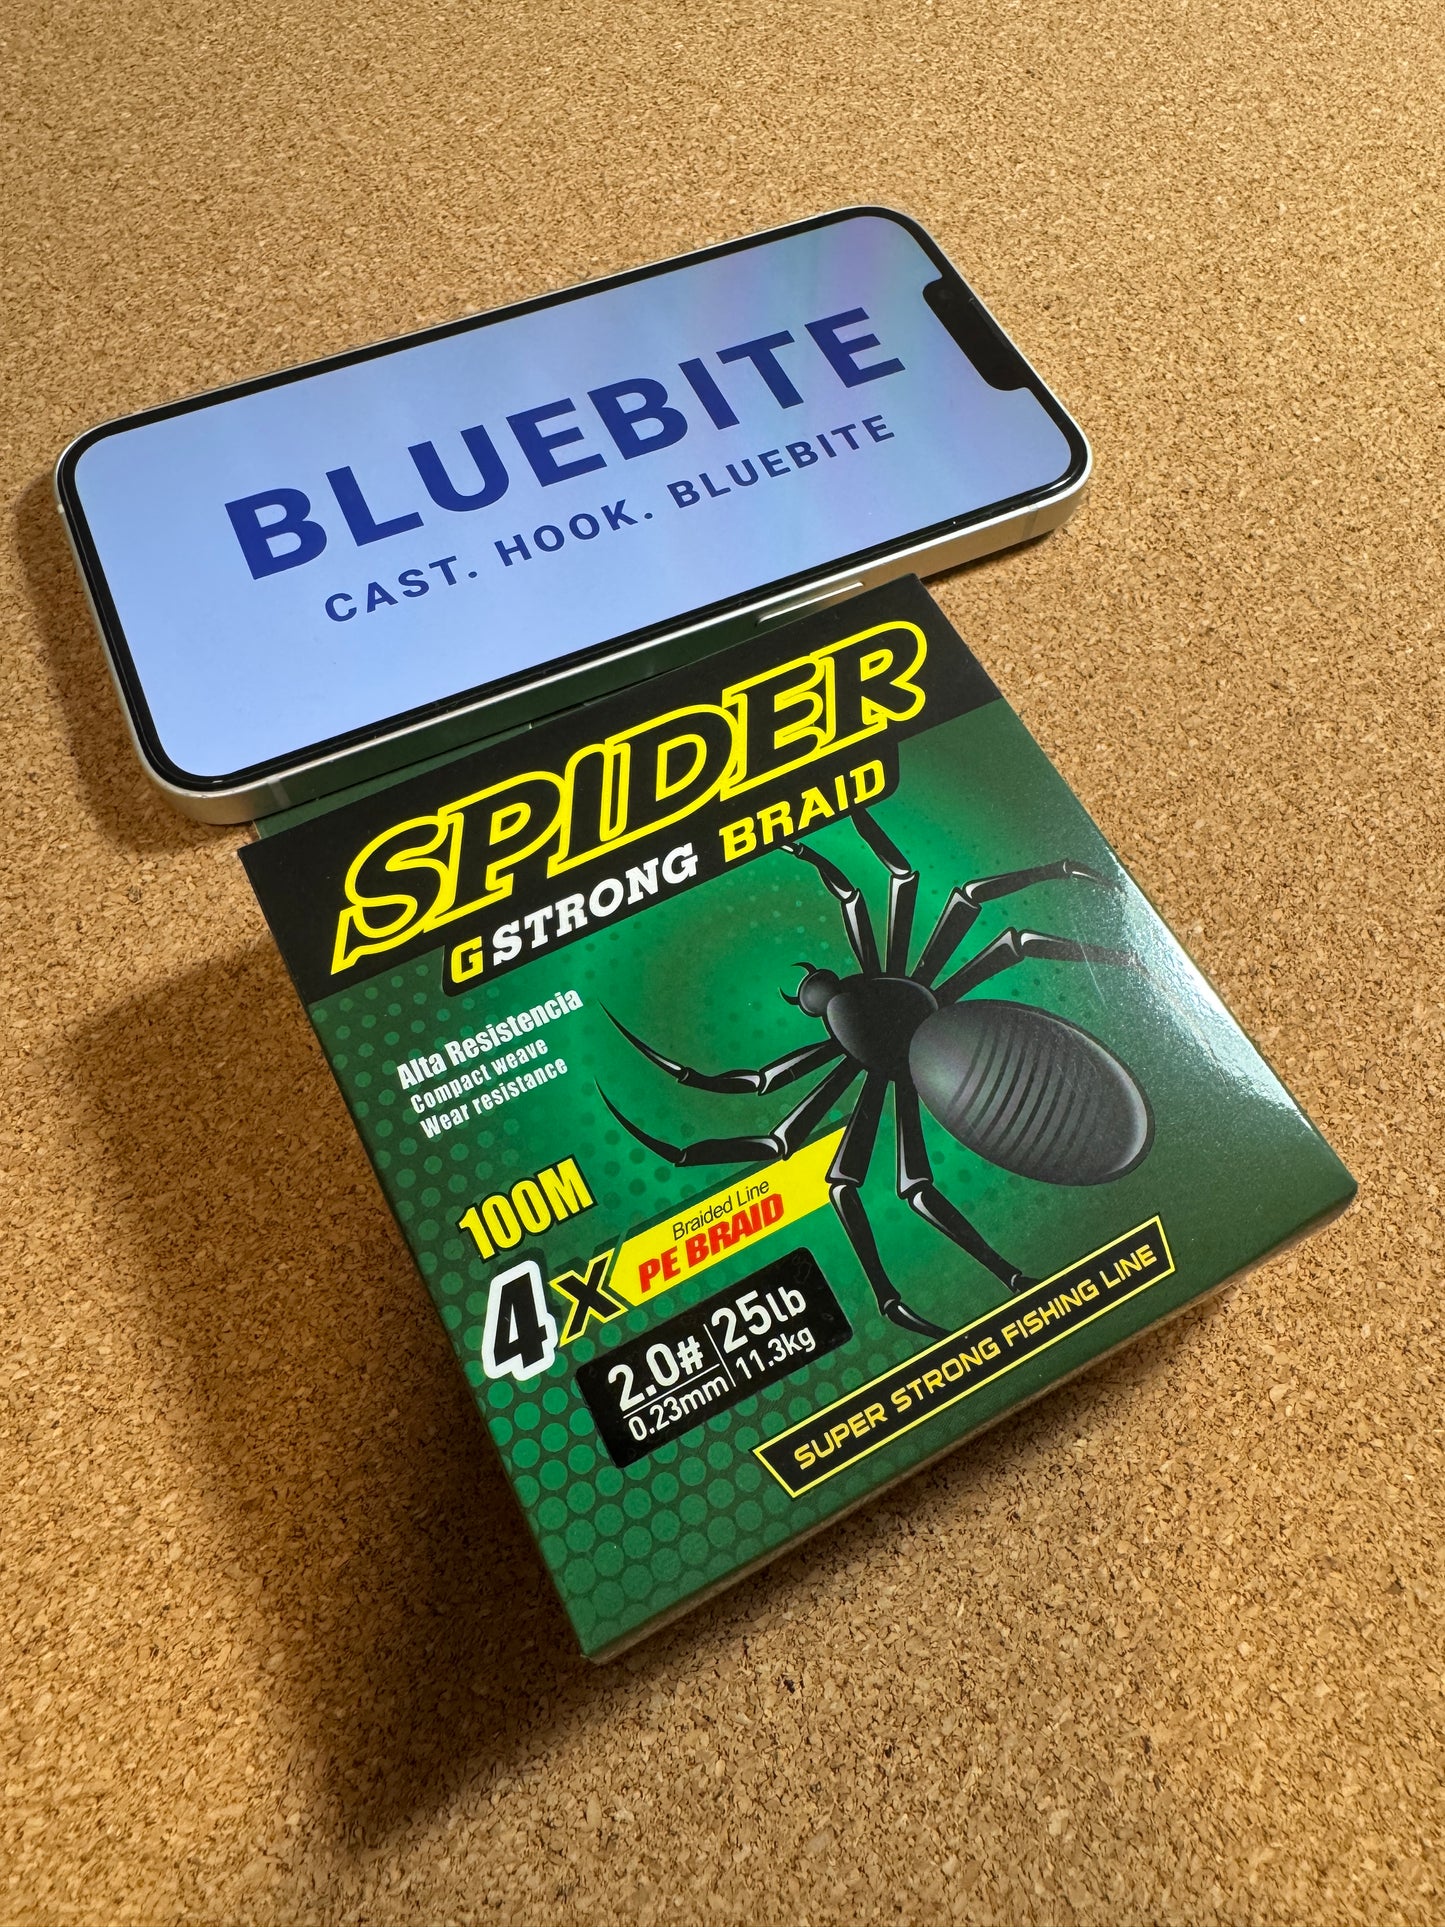 BLUEBITE
CAST. HOOK. BLUEBITE
SPIDER
GSTRONG BRAID
Alta Resistencia
Compact weave
Wear resistance
100M
4X
Braided Line
PE BRAID
2.0# 25lb
0.23mm 11.3kg
SUPER STRONG FISHING LINE